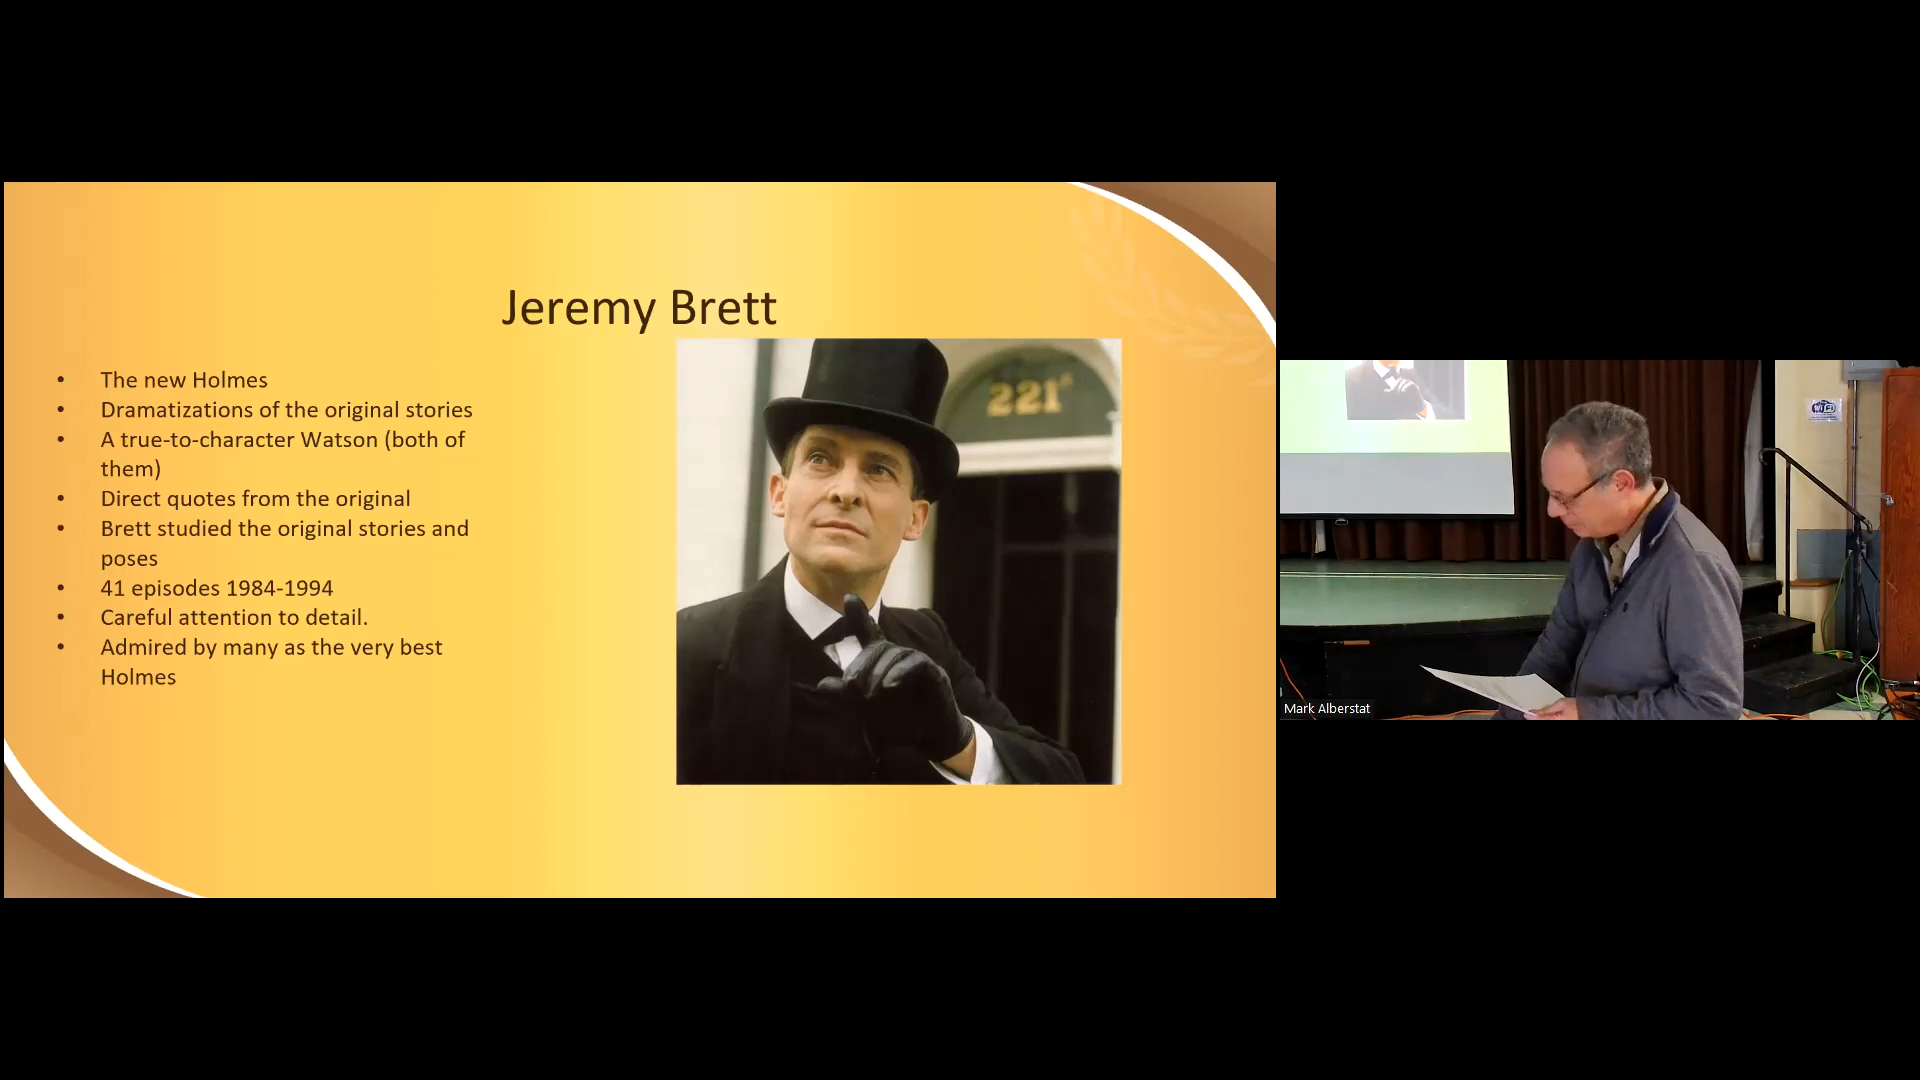 Jeremy Brett
• The new Holmes
• Dramatizations of the original stories
• A true-to-character Watson (both of
them)
• Direct quotes from the original
• Brett studied the original stories and
poses
• 41 episodes 1984-1994
• Careful attention to detail.
• Admired by many as the very best
Holmes
221
Mark Alberstat
WiFi